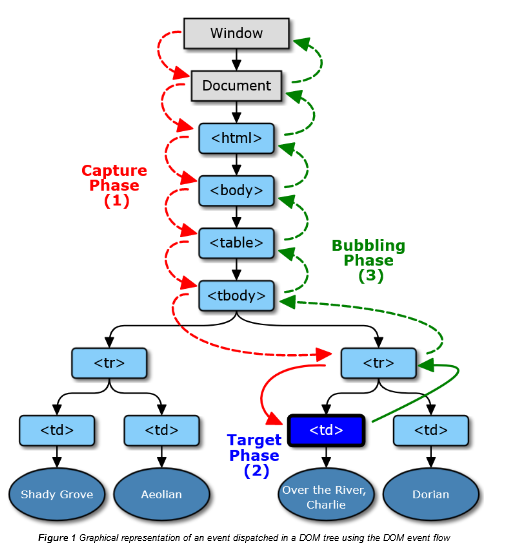 Window
Document
<html>
Capture
Phase
(1)
<body>
<table>
Bubbling
Phase
(3)
<tbody>
<tr>
<tr>
<td>
<td>
Target
Phase
(2)
<td>
<td>
Shady Grove
Aeolian
Over the River,
Charlie
Dorian
Figure 1 Graphical representation of an event dispatched in a DOM tree using the DOM event flow